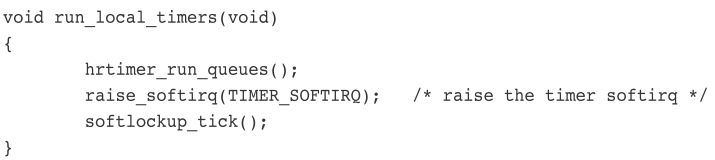 void run_local_timers(void)
{
        hrtimer_run_queues();
        raise_softirq(TIMER_SOFTIRQ);   /* raise the timer softirq */
        softlockup_tick();
}